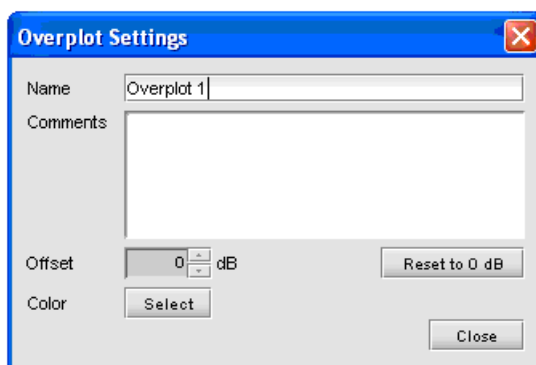 Overplot Settings
Name Overplot 1
Comments
Offset 0 dB Reset to 0 dB
Color Select
Close